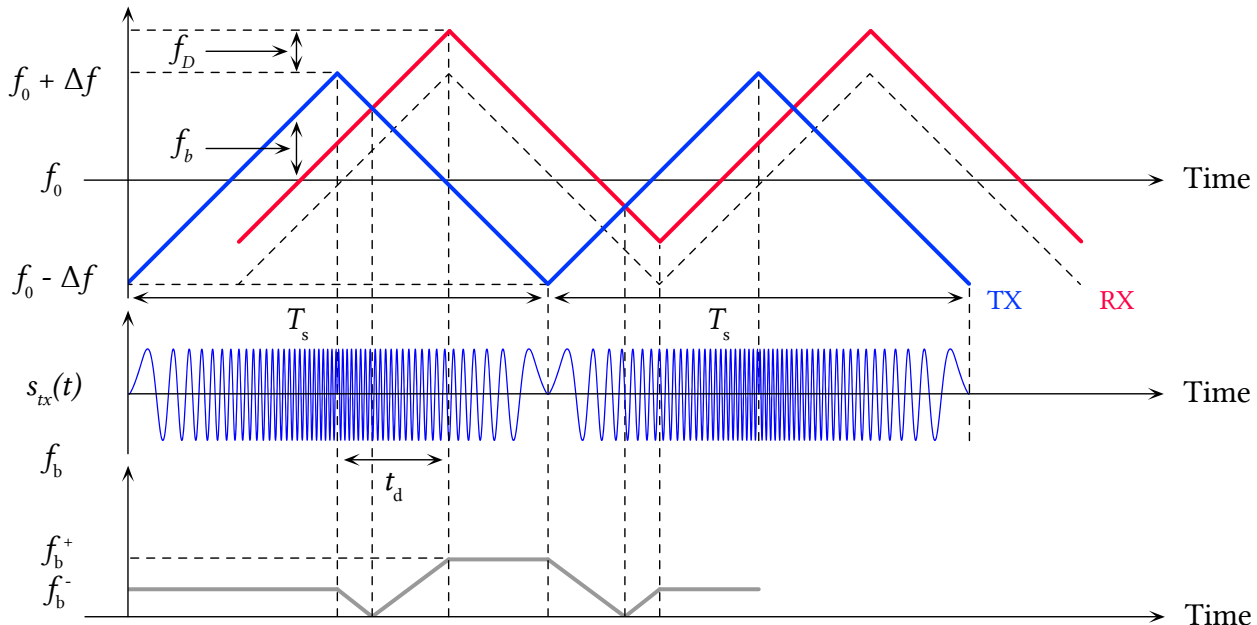 f_D
f_0 + Δf
f_b
f_0
Time
f_0 - Δf
TX
RX
T_s
T_s
s_tx(t)
Time
f_b
t_d
f_b^+
f_b^-
Time